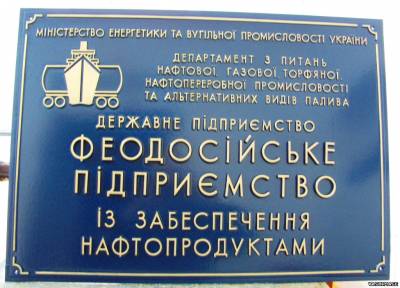 МІНІСТЕРСТВО ЕНЕРГЕТИКИ ТА ВУГІЛЬНОЇ ПРОМИСЛОВОСТІ УКРАЇНИ
ДЕПАРТАМЕНТ З ПИТАНЬ
НАФТОВОЇ, ГАЗОВОЇ ТОРФЯНОЇ,
НАФТОПЕРЕРОБНОЇ ПРОМИСЛОВОСТІ
ТА АЛЬТЕРНАТИВНИХ ВИДІВ ПАЛИВА
ДЕРЖАВНЕ ПІДПРИЄМСТВО
ФЕОДОСІЙСЬКЕ
ПІДПРИЄМСТВО
ІЗ ЗАБЕСПЕЧЕННЯ
НАФТОПРОДУКТАМИ